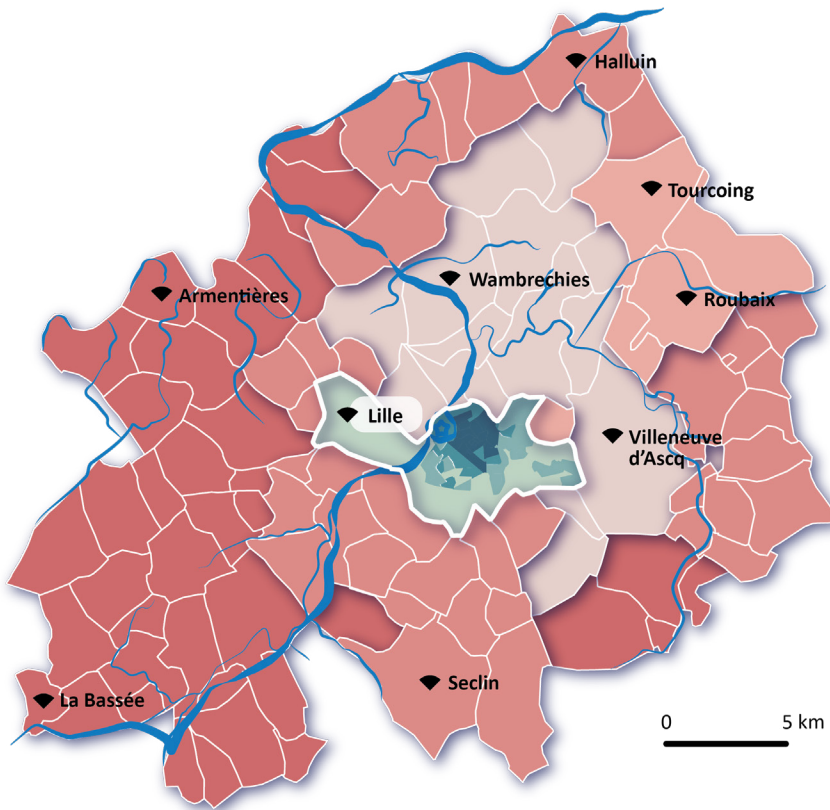 Halluin
Tourcoing
Wambrechies
Armentières
Roubaix
Lille
Villeneuve
d'Ascq
Seclin
La Bassée
0 5 km